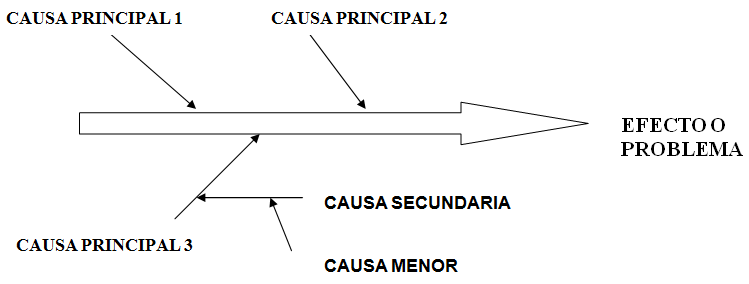 CAUSA PRINCIPAL 1
CAUSA PRINCIPAL 2
EFECTO O
PROBLEMA
CAUSA SECUNDARIA
CAUSA PRINCIPAL 3
CAUSA MENOR